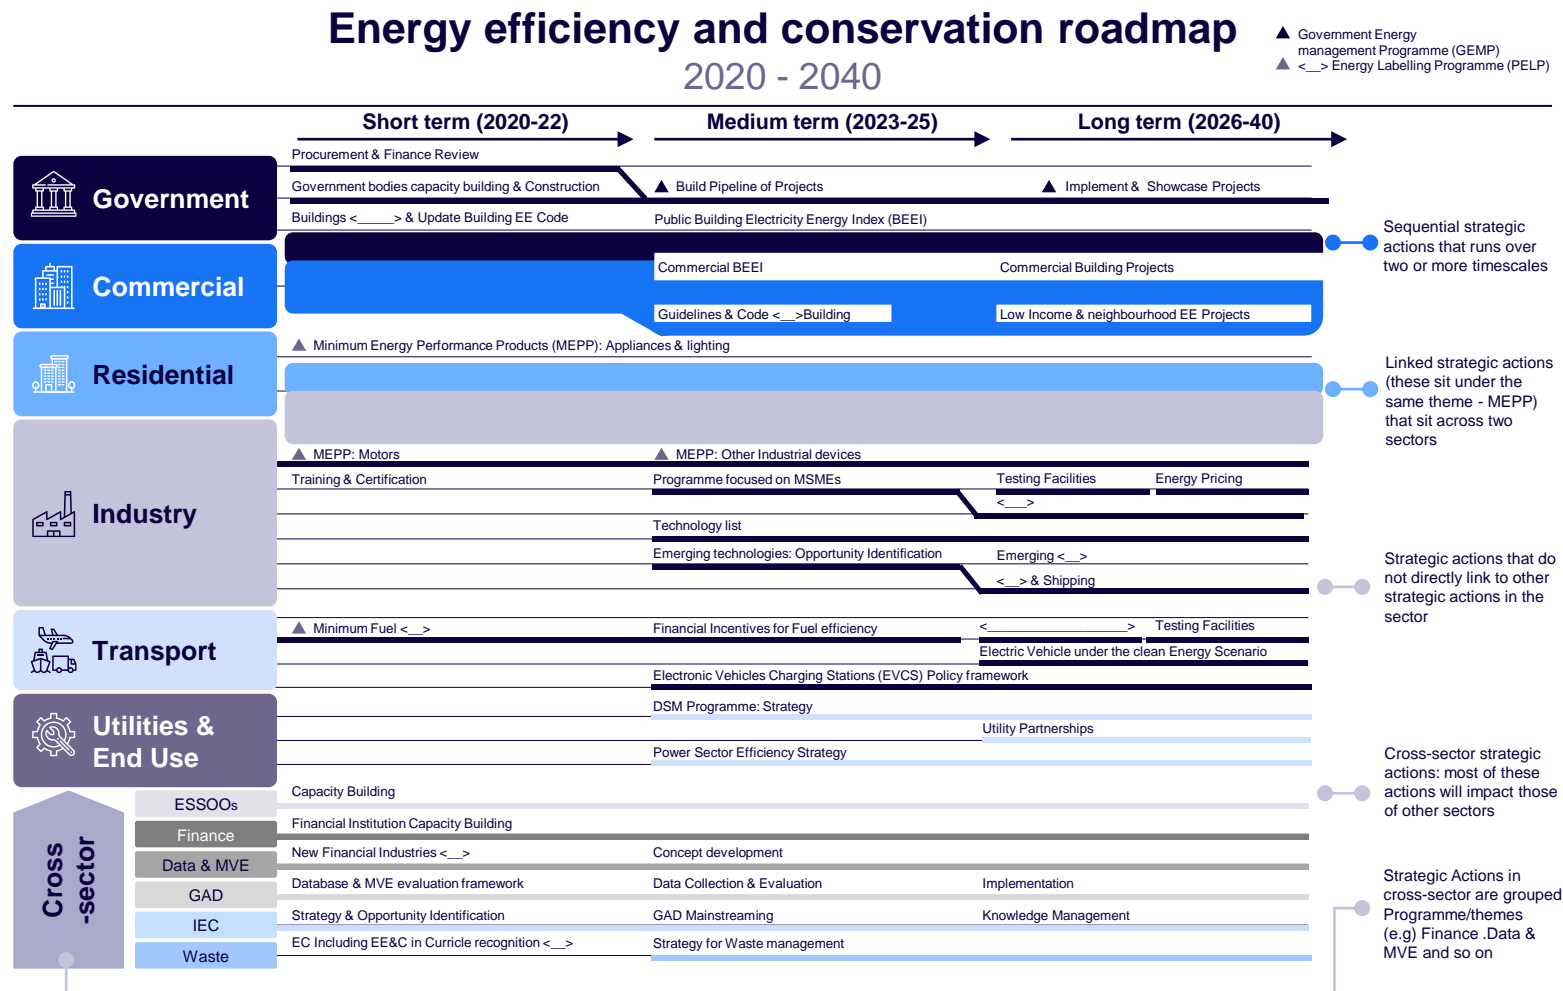 Energy efficiency and conservation roadmap
2020 - 2040
Government Energy
management Programme (GEMP)
<__> Energy Labelling Programme (PELP)
Short term (2020-22)
Medium term (2023-25)
Long term (2026-40)
Government
Procurement & Finance Review
Government bodies capacity building & Construction
Build Pipeline of Projects
Implement & Showcase Projects
Buildings <_____> & Update Building EE Code
Public Building Electricity Energy Index (BEEI)
Sequential strategic
actions that runs over
two or more timescales
Commercial
Commercial BEEI
Commercial Building Projects
Guidelines & Code <__>Building
Low Income & neighbourhood EE Projects
Residential
Minimum Energy Performance Products (MEPP): Appliances & lighting
Linked strategic actions
(these sit under the
same theme - MEPP)
that sit across two
sectors
Industry
MEPP: Motors
MEPP: Other Industrial devices
Training & Certification
Programme focused on MSMEs
Testing Facilities
Energy Pricing
<___>
Technology list
Emerging technologies: Opportunity Identification
Emerging <__>
<__> & Shipping
Strategic actions that do
not directly link to other
strategic actions in the
sector
Transport
Minimum Fuel <__>
Financial Incentives for Fuel efficiency
<___________________>
Testing Facilities
Electric Vehicle under the clean Energy Scenario
Electronic Vehicles Charging Stations (EVCS) Policy framework
Utilities &
End Use
DSM Programme: Strategy
Utility Partnerships
Power Sector Efficiency Strategy
Cross-sector strategic
actions: most of these
actions will impact those
of other sectors
Cross
-sector
ESSOOs
Capacity Building
Finance
Financial Institution Capacity Building
Data & MVE
New Financial Industries <__>
Concept development
GAD
Database & MVE evaluation framework
Data Collection & Evaluation
Implementation
IEC
Strategy & Opportunity Identification
GAD Mainstreaming
Knowledge Management
Waste
EC Including EE&C in Curricle recognition <__>
Strategy for Waste management
Strategic Actions in
cross-sector are grouped
Programme/themes
(e.g) Finance .Data &
MVE and so on